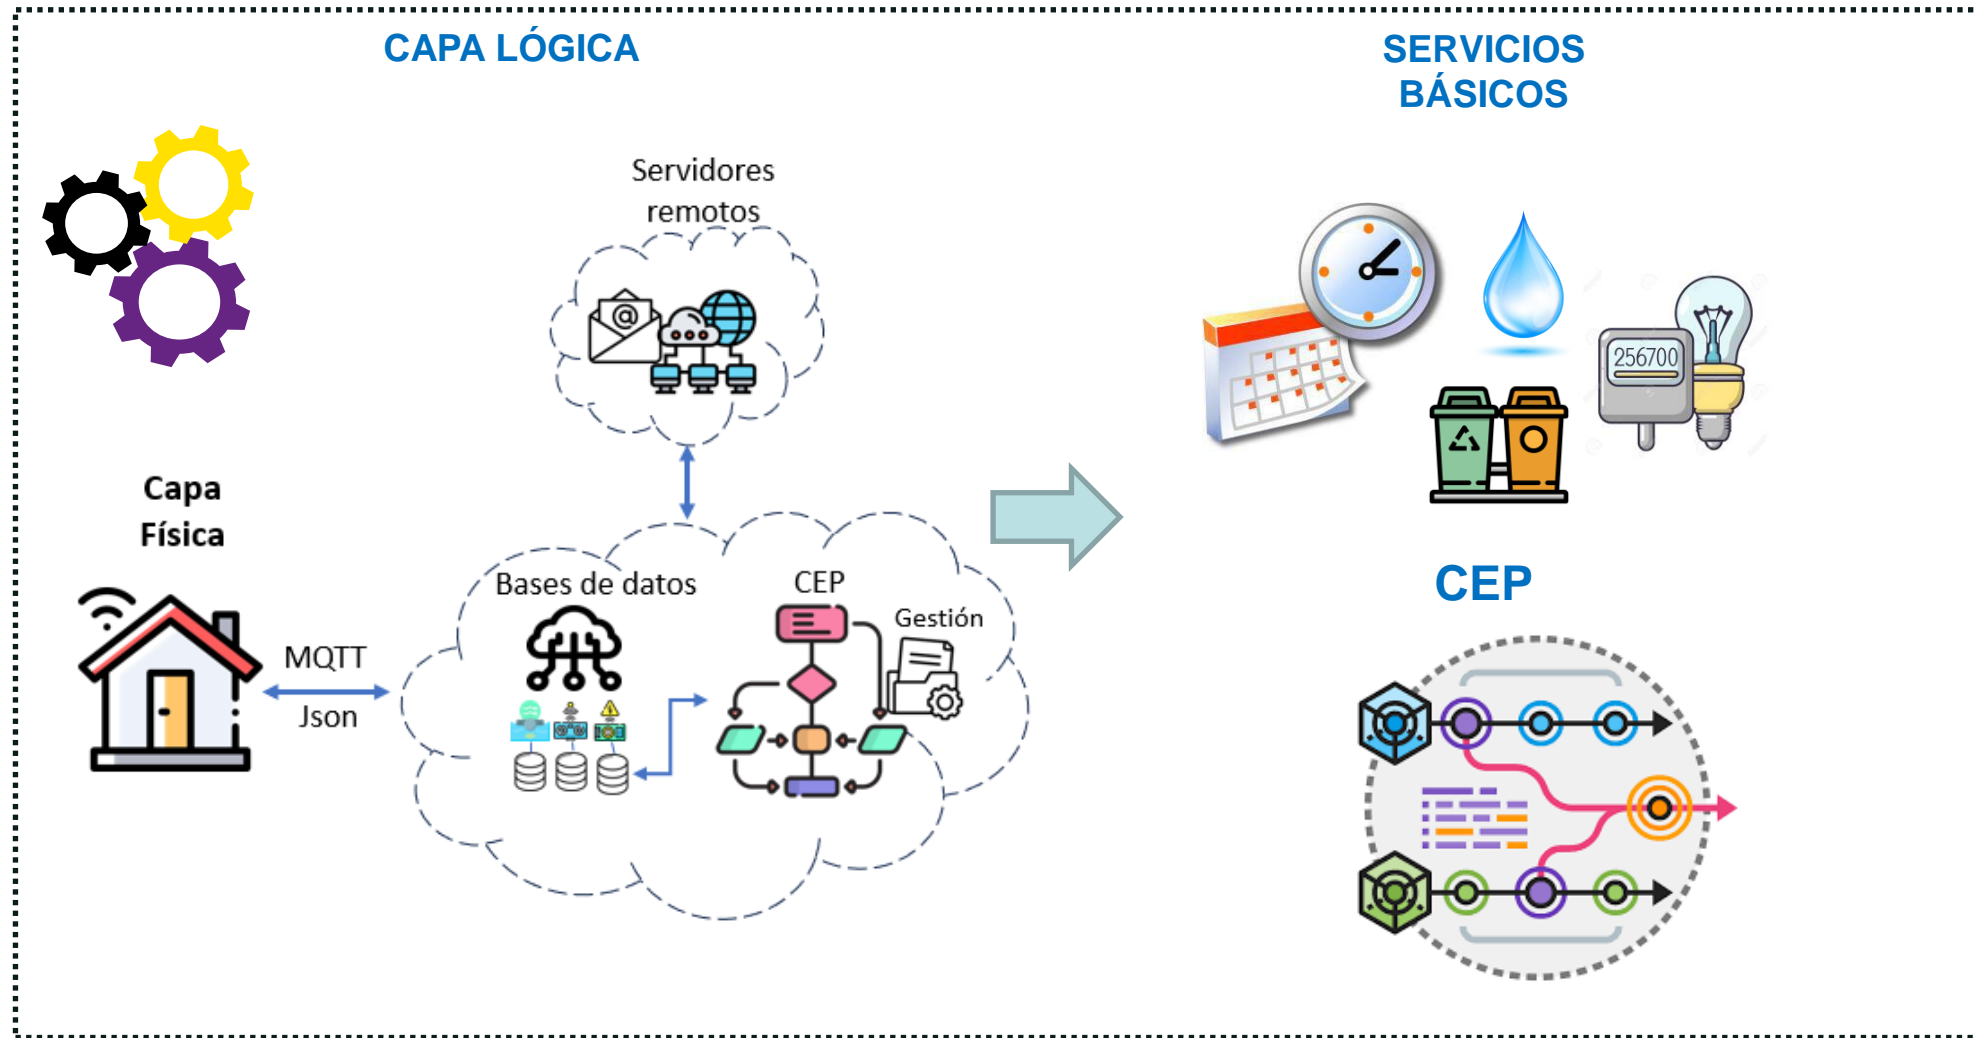 CAPA LÓGICA
SERVICIOS
BÁSICOS
Servidores
remotos
@
256700
Capa
Física
MQTT
Json
Bases de datos
CEP
Gestión
CEP